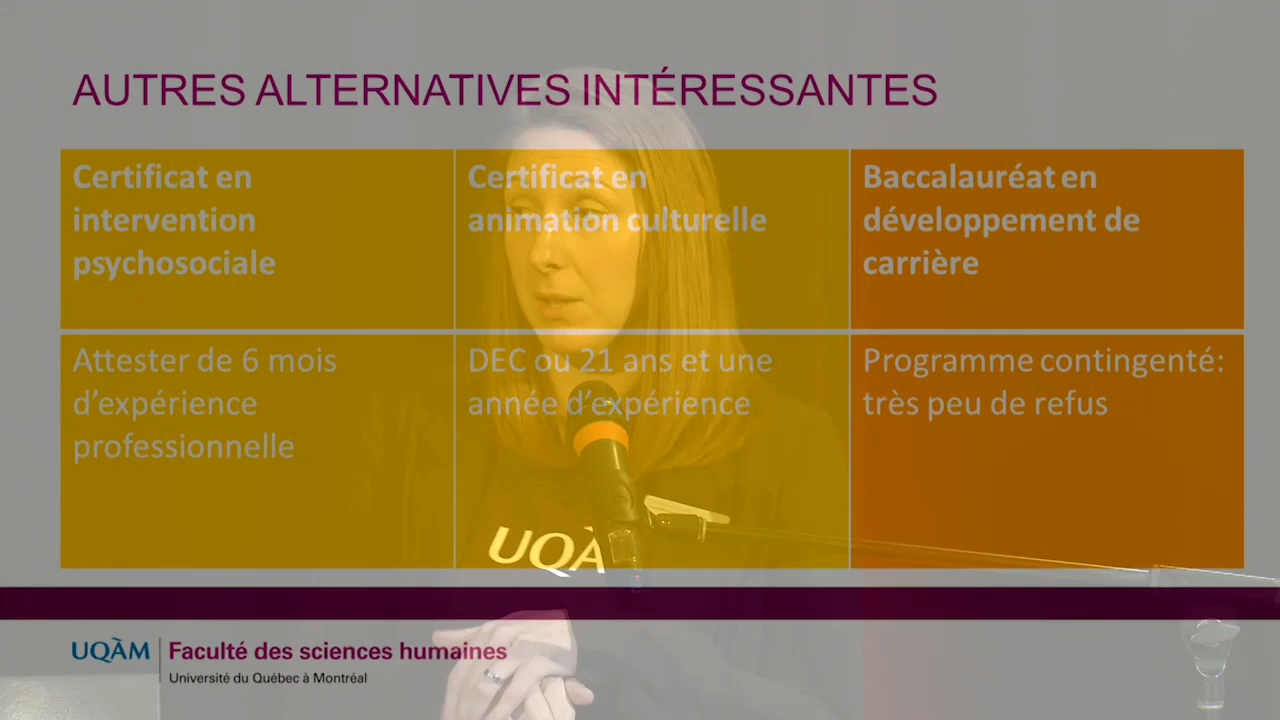 AUTRES ALTERNATIVES INTÉRESSANTES
Certificat en
intervention
psychosociale
Certificat en
animation culturelle
Baccalauréat en
développement de
carrière
Attester de 6 mois
d’expérience
professionnelle
DEC ou 21 ans et une
année d’expérience
Programme contingenté:
très peu de refus
UQÀ
UQÀM
Faculté des sciences humaines
Université du Québec à Montréal